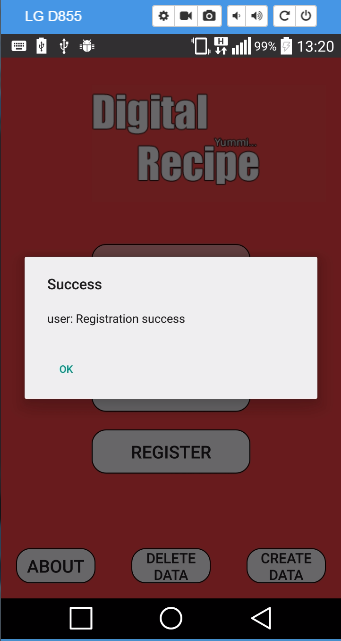 LG D855
H
99%
13:20
Digital
Yummi...
Recipe
Success
user: Registration success
OK
REGISTER
ABOUT
DELETE
DATA
CREATE
DATA